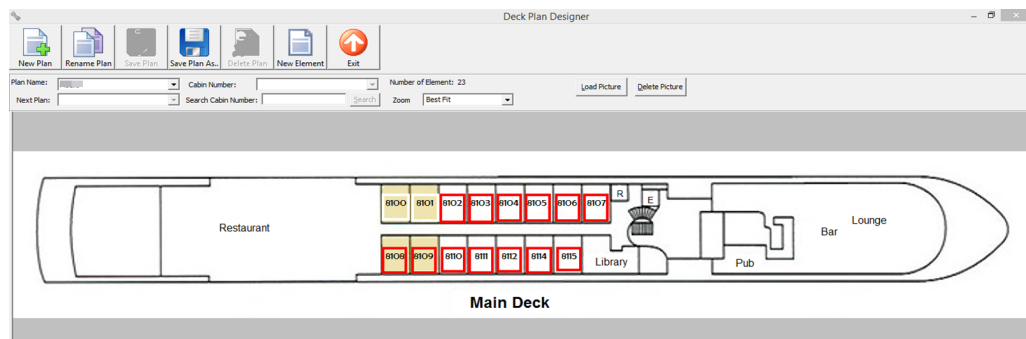 Deck Plan Designer
New Plan Rename Plan Save Plan Save Plan As.. Delete Plan New Element Exit
Plan Name: Cabin Number: Number of Element: 23 Load Picture Delete Picture
Next Plan: Search Cabin Number: Search Zoom Best Fit
8100 8101 8102 8103 8104 8105 8106 8107 R E
Restaurant Bar Lounge
8108 8109 8110 8111 8112 8114 8115 Library Pub
Main Deck